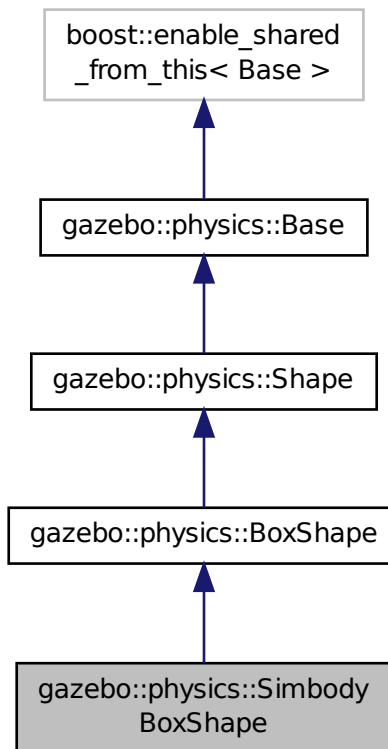 boost::enable_shared
_from_this< Base >
gazebo::physics::Base
gazebo::physics::Shape
gazebo::physics::BoxShape
gazebo::physics::Simbody
BoxShape